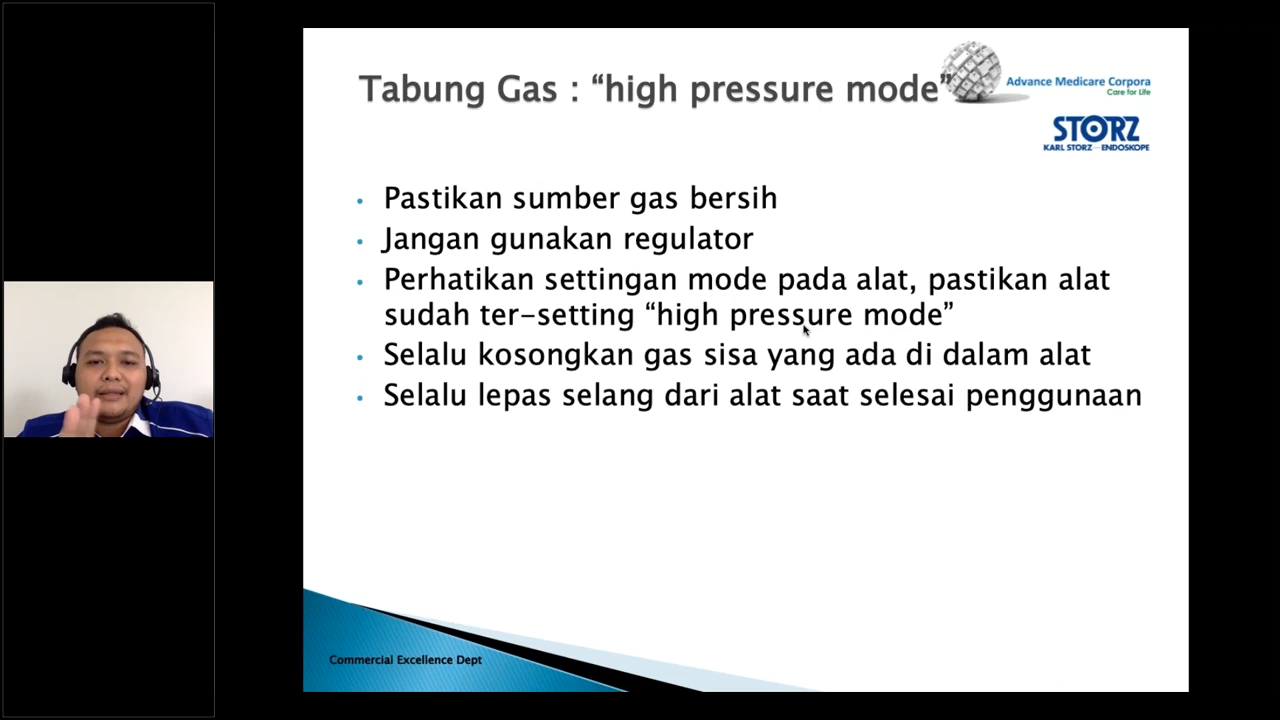 Tabung Gas : “high pressure mode”
Advance Medicare Corpora
Care for Life
STORZ
KARL STORZ—ENDOSKOPE
• Pastikan sumber gas bersih
• Jangan gunakan regulator
• Perhatikan settingan mode pada alat, pastikan alat
sudah ter-setting “high pressure mode”
• Selalu kosongkan gas sisa yang ada di dalam alat
• Selalu lepas selang dari alat saat selesai penggunaan
Commercial Excellence Dept